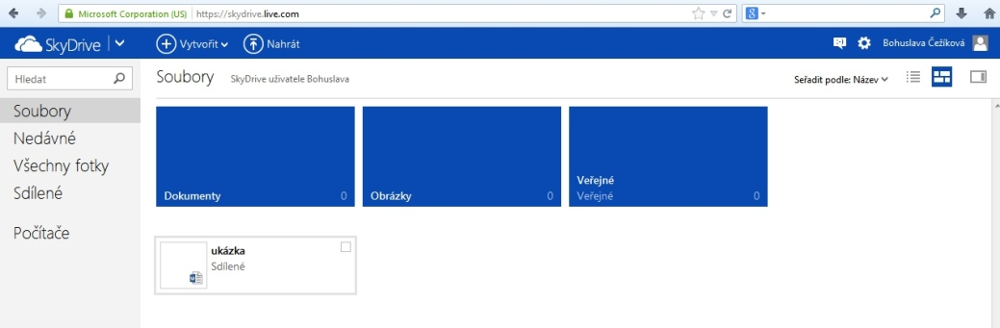 Microsoft Corporation (US) https://skydrive.live.com
SkyDrive Vytvořit Nahrát Bohuslava Čežíková
Hledat
Soubory SkyDrive uživatele Bohuslava Seřadit podle: Název
Soubory
Nedávné
Všechny fotky
Sdílené
Počítače
Dokumenty 0
Obrázky 0
Veřejné
Veřejné 0
ukázka
Sdílené